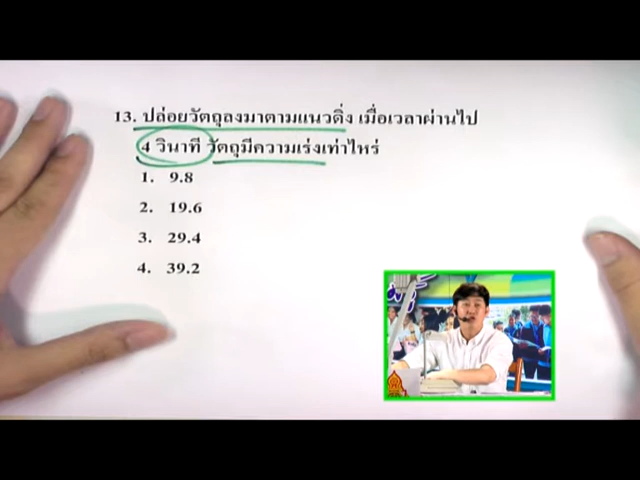 13. ปล่อยวัตถุลงมาตามแนวดิ่ง เมื่อเวลาผ่านไป
4 วินาที วัตถุมีความเร่งเท่าไหร่
1. 9.8
2. 19.6
3. 29.4
4. 39.2